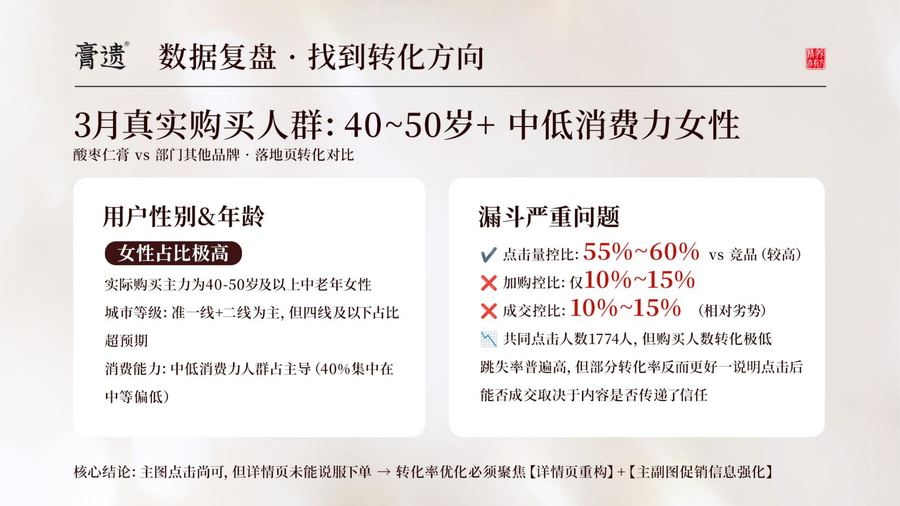 膏遗®
数据复盘 · 找到转化方向
3月真实购买人群: 40~50岁+ 中低消费力女性
酸枣仁膏 vs 部门其他品牌 · 落地页转化对比
用户性别&年龄
女性占比极高
实际购买主力为40-50岁及以上中老年女性
城市等级: 准一线+二线为主, 但四线及以下占比
超预期
消费能力: 中低消费力人群占主导 (40%集中在
中等偏低)
漏斗严重问题
✔ 点击量控比: 55%~60% vs 竞品 (较高)
❌ 加购控比: 仅10%~15%
❌ 成交控比: 10%~15% (相对劣势)
📉 共同点击人数1774人, 但购买人数转化极低
跳失率普遍高, 但部分转化率反而更好一说明点击后
能否成交取决于内容是否传递了信任
核心结论: 主图点击尚可, 但详情页未能说服下单 → 转化率优化必须聚焦【详情页重构】+【主副图促销信息强化】